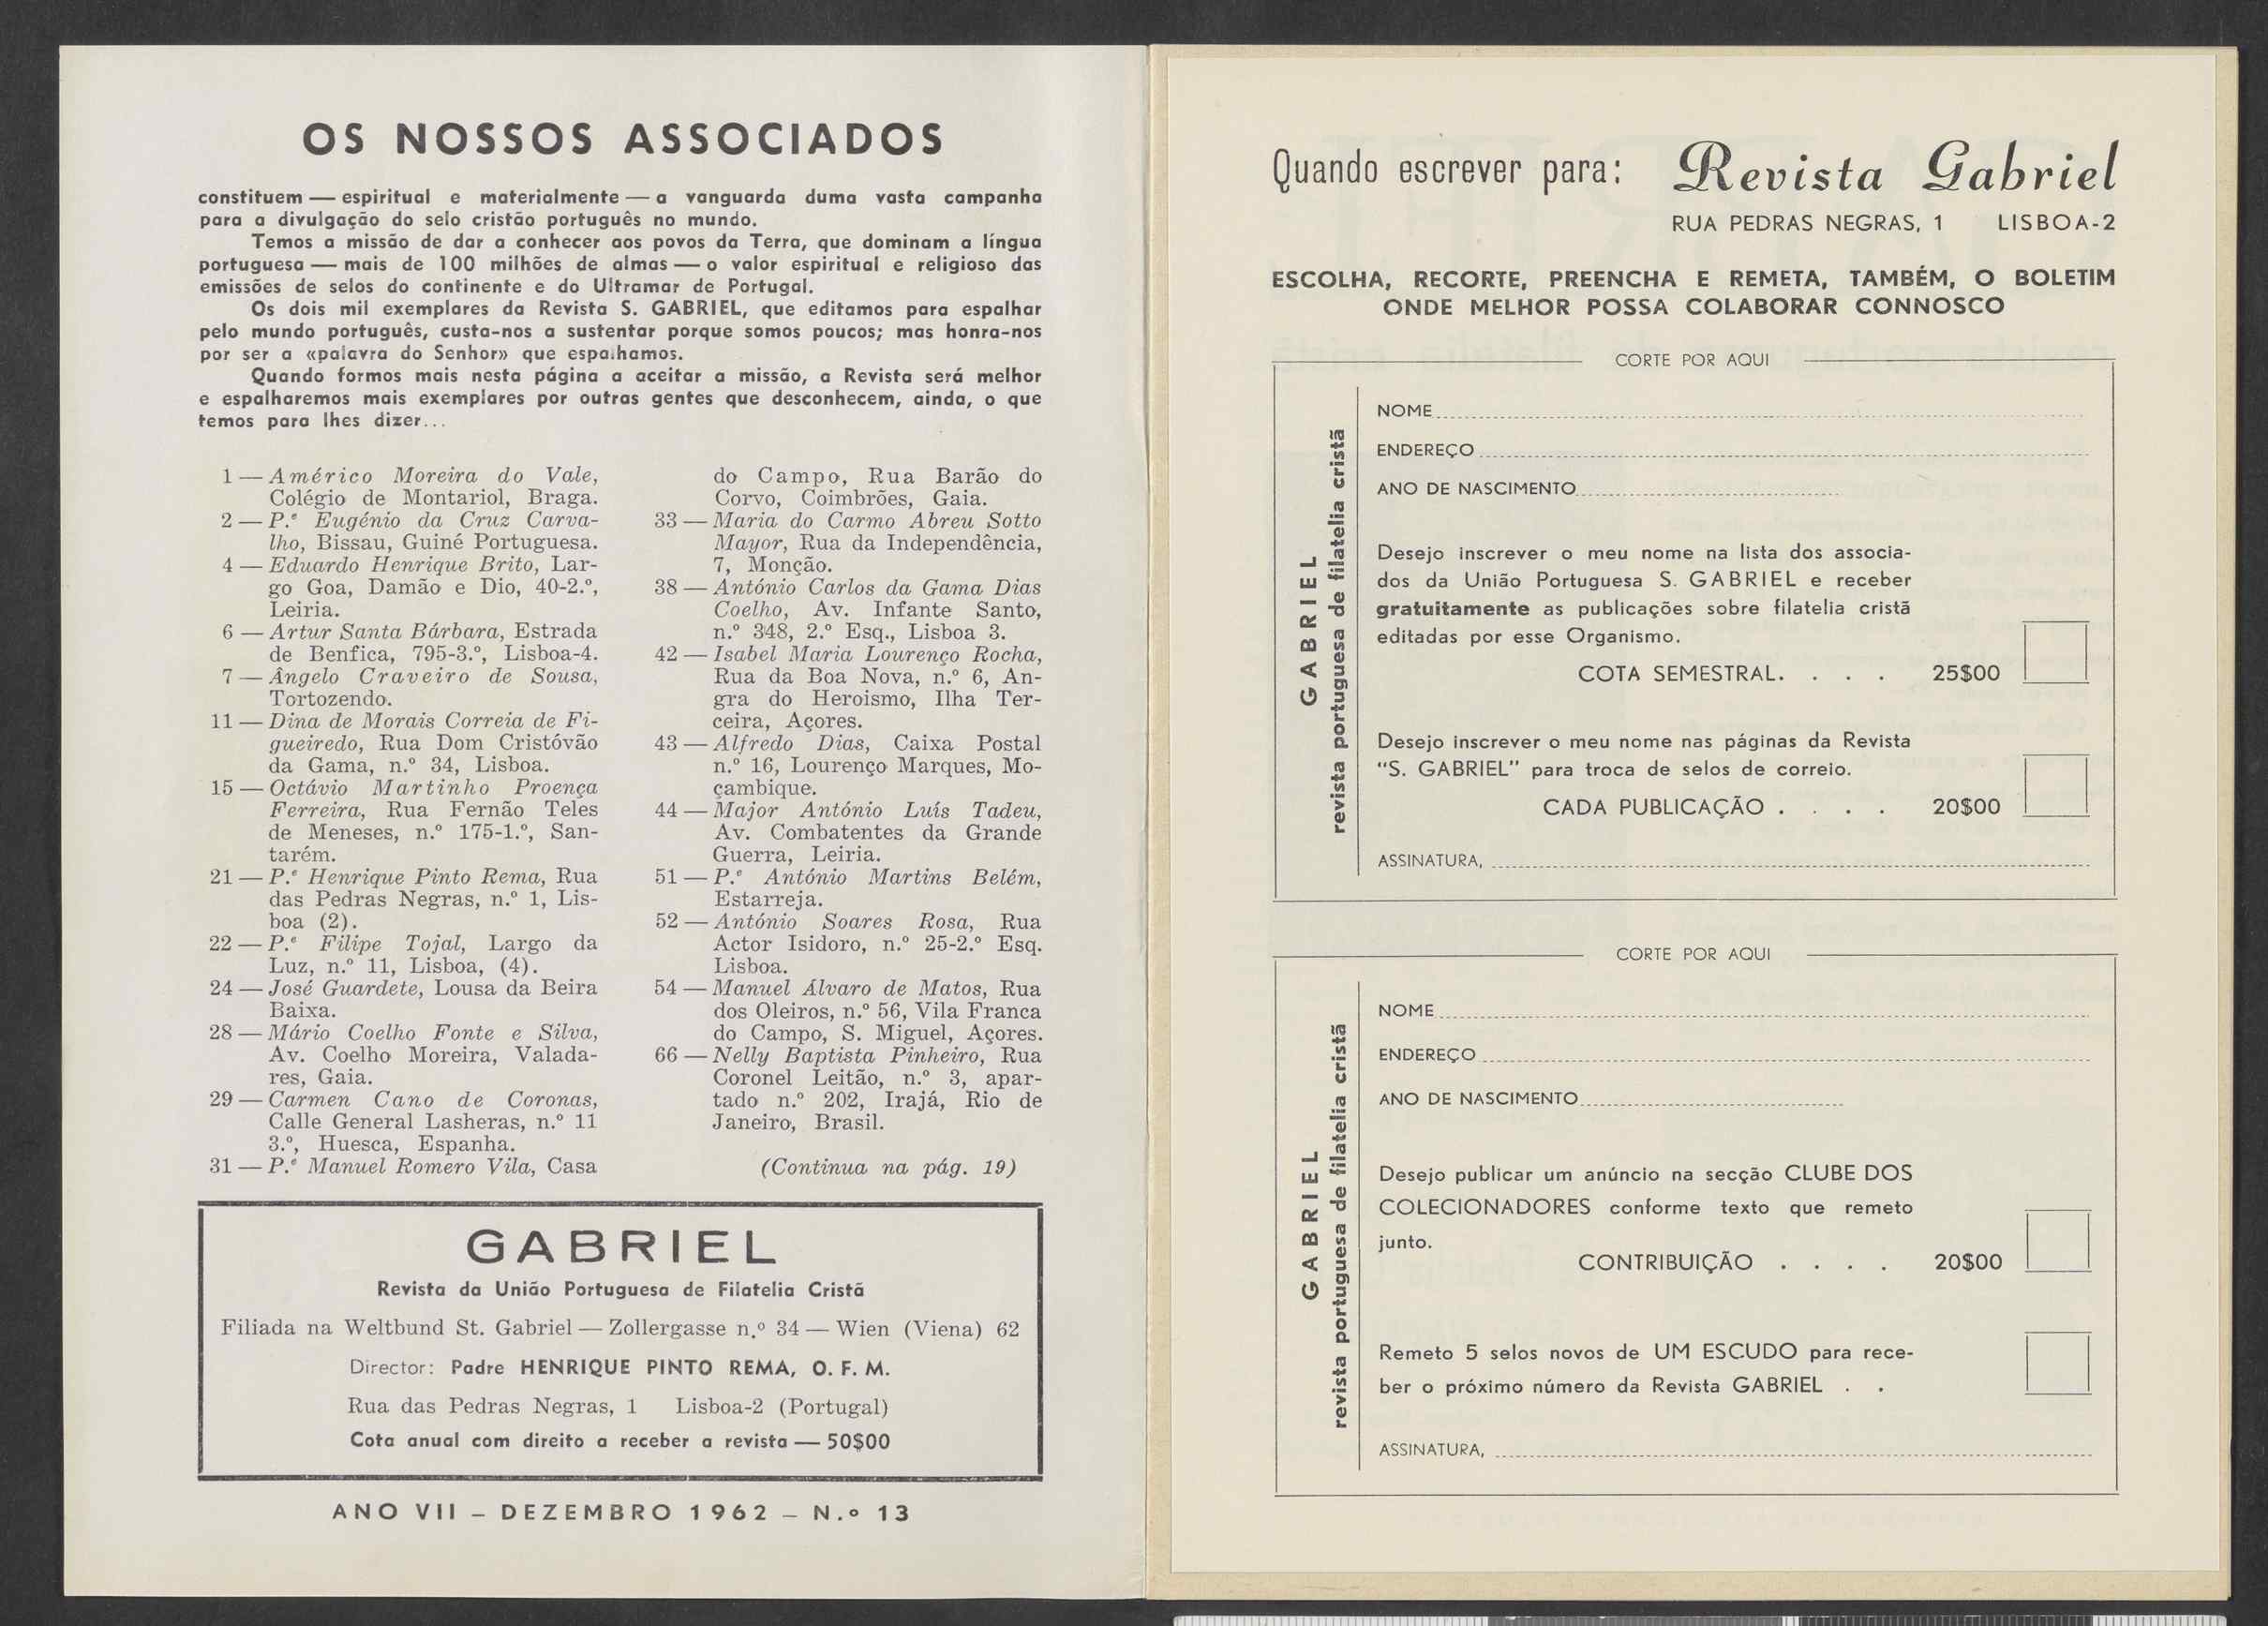 OS NOSSOS ASSOCIADOS
constituem — espiritual e materialmente — a vanguarda duma vasta campanha
para a divulgação do selo cristão português no mundo.
Temos a missão de dar a conhecer aos povos da Terra, que dominam a língua
portuguesa — mais de 100 milhões de almas — o valor espiritual e religioso das
emissões de selos do continente e do Ultramar de Portugal.
Os dois mil exemplares da Revista S. GABRIEL, que editamos para espalhar
pelo mundo português, custa-nos a sustentar porque somos poucos; mas honra-nos
por ser a «palavra do Senhor» que espalhamos.
Quando formos mais nesta página a aceitar a missão, a Revista será melhor
e espalharemos mais exemplares por outras gentes que desconhecem, ainda, o que
temos para lhes dizer...
1 — Américo Moreira do Vale,
Colégio de Montariol, Braga.
2 — P.e Eugénio da Cruz Carva-
lho, Bissau, Guiné Portuguesa.
4 — Eduardo Henrique Brito, Lar-
go Goa, Damão e Dio, 40-2.º,
Leiria.
6 — Artur Santa Bárbara, Estrada
de Benfica, 795-3.º, Lisboa-4.
7 — Ângelo Craveiro de Sousa,
Tortozendo.
11 — Dina de Morais Correia de Fi-
gueiredo, Rua Dom Cristóvão
da Gama, n.º 34, Lisboa.
15 — Octávio Martinho Proença
Ferreira, Rua Fernão Teles
de Meneses, n.º 175-1.º, San-
tarém.
21 — P.e Henrique Pinto Rema, Rua
das Pedras Negras, n.º 1, Lis-
boa (2).
22 — P.e Filipe Tojal, Largo da
Luz, n.º 11, Lisboa, (4).
24 — José Guardete, Lousa da Beira
Baixa.
28 — Mário Coelho Fonte e Silva,
Av. Coelho Moreira, Valada-
res, Gaia.
29 — Carmen Cano de Coronas,
Calle General Lasheras, n.º 11
3.º, Huesca, Espanha.
31 — P.e Manuel Romero Vila, Casa
do Campo, Rua Barão do
Corvo, Coimbrões, Gaia.
33 — Maria do Carmo Abreu Sotto
Mayor, Rua da Independência,
7, Monção.
38 — António Carlos da Gama Dias
Coelho, Av. Infante Santo,
n.º 348, 2.º Esq., Lisboa 3.
42 — Isabel Maria Lourenço Rocha,
Rua da Boa Nova, n.º 6, An-
gra do Heroismo, Ilha Ter-
ceira, Açores.
43 — Alfredo Dias, Caixa Postal
n.º 16, Lourenço Marques, Mo-
çambique.
44 — Major António Luís Tadeu,
Av. Combatentes da Grande
Guerra, Leiria.
51 — P.e António Martins Belém,
Estarreja.
52 — António Soares Rosa, Rua
Actor Isidoro, n.º 25-2.º Esq.
Lisboa.
54 — Manuel Álvaro de Matos, Rua
dos Oleiros, n.º 56, Vila Franca
do Campo, S. Miguel, Açores.
66 — Nelly Baptista Pinheiro, Rua
Coronel Leitão, n.º 3, apar-
tado n.º 202, Irajá, Rio de
Janeiro, Brasil.
(Continua na pág. 19)
GABRIEL
Revista da União Portuguesa de Filatelia Cristã
Filiada na Weltbund St. Gabriel — Zollergasse n.º 34 — Wien (Viena) 62
Director: Padre HENRIQUE PINTO REMA, O. F. M.
Rua das Pedras Negras, 1 Lisboa-2 (Portugal)
Cota anual com direito a receber a revista — 50$00
ANO VII – DEZEMBRO 1962 – N.º 13
Quando escrever para: Revista Gabriel
RUA PEDRAS NEGRAS, 1 LISBOA-2
ESCOLHA, RECORTE, PREENCHA E REMETA, TAMBÉM, O BOLETIM
ONDE MELHOR POSSA COLABORAR CONNOSCO
CORTE POR AQUI
GABRIEL
revista portuguesa de filatelia cristã
NOME
ENDEREÇO
ANO DE NASCIMENTO
Desejo inscrever o meu nome na lista dos associa-
dos da União Portuguesa S. GABRIEL e receber
gratuitamente as publicações sobre filatelia cristã
editadas por esse Organismo.
COTA SEMESTRAL. . . . 25$00
Desejo inscrever o meu nome nas páginas da Revista
"S. GABRIEL" para troca de selos de correio.
CADA PUBLICAÇÃO . . . . 20$00
ASSINATURA,
CORTE POR AQUI
GABRIEL
revista portuguesa de filatelia cristã
NOME
ENDEREÇO
ANO DE NASCIMENTO
Desejo publicar um anúncio na secção CLUBE DOS
COLECIONADORES conforme texto que remeto
junto.
CONTRIBUIÇÃO . . . . 20$00
Remeto 5 selos novos de UM ESCUDO para rece-
ber o próximo número da Revista GABRIEL . .
ASSINATURA,